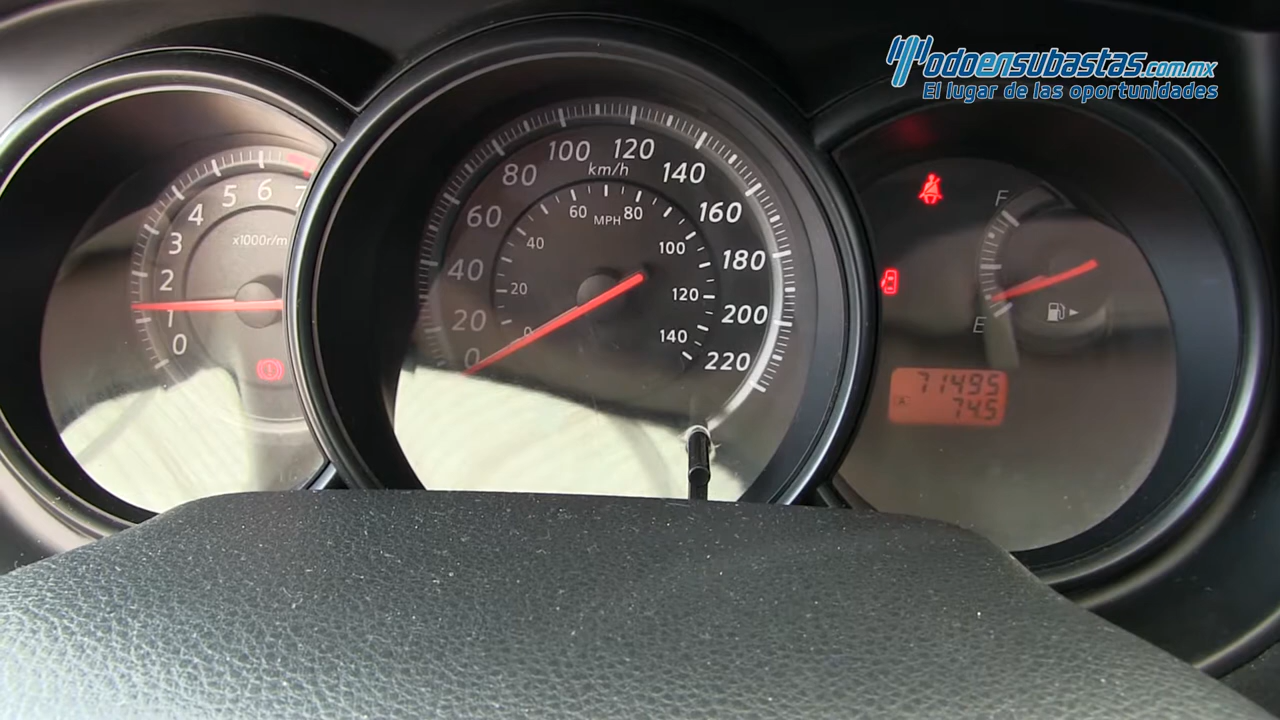 Todoensubastas.com.mx
El lugar de las oportunidades
0 1 2 3 4 5 6 7
x1000r/m
0 20 40 60 80 100 120 140 160 180 200 220
km/h
0 20 40 60 80 100 120 140
MPH
F
E
71495
A 74.5